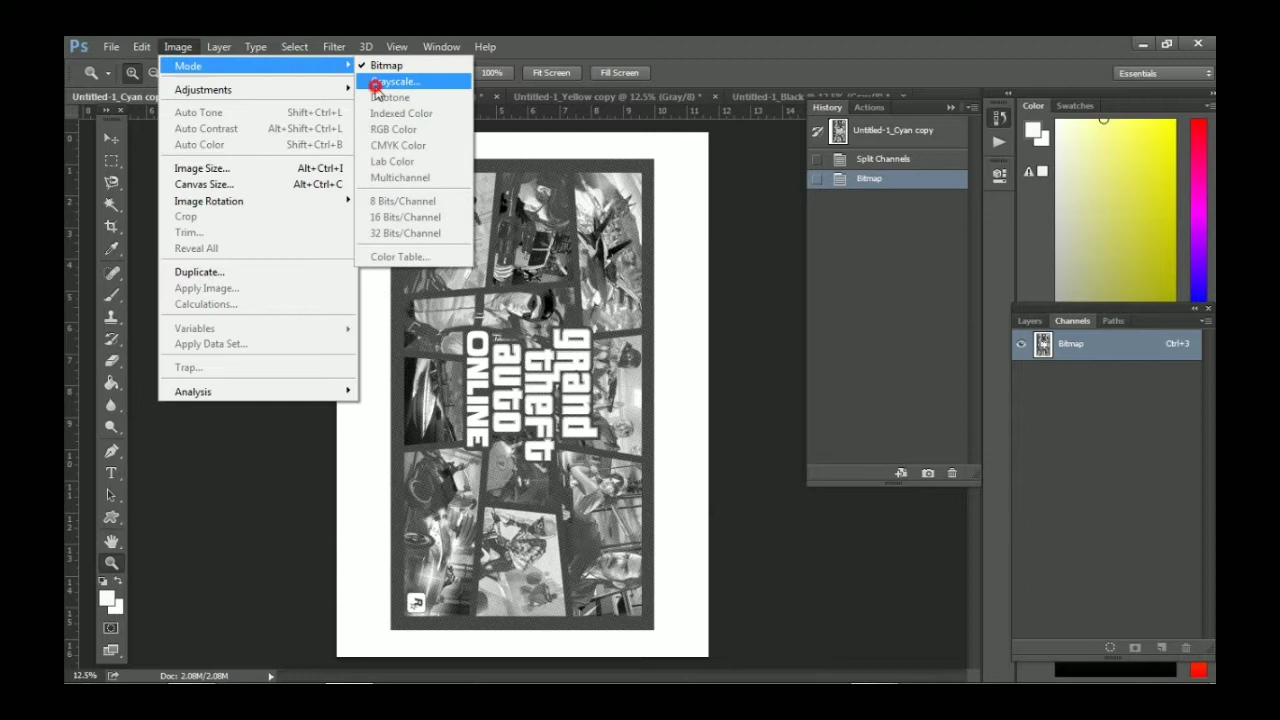 Ps File Edit Image Layer Type Select Filter 3D View Window Help
100% Fit Screen Fill Screen Essentials
Untitled-1_Cyan cop Untitled-1_Yellow copy @ 12.5% (Gray/8) * Untitled-1_Black
Mode
Adjustments
Auto Tone Shift+Ctrl+L
Auto Contrast Alt+Shift+Ctrl+L
Auto Color Shift+Ctrl+B
Image Size... Alt+Ctrl+I
Canvas Size... Alt+Ctrl+C
Image Rotation
Crop
Trim...
Reveal All
Duplicate...
Apply Image...
Calculations...
Variables
Apply Data Set...
Trap...
Analysis
Bitmap
Grayscale...
Duotone
Indexed Color
RGB Color
CMYK Color
Lab Color
Multichannel
8 Bits/Channel
16 Bits/Channel
32 Bits/Channel
Color Table...
History Actions
Untitled-1_Cyan copy
Split Channels
Bitmap
Color Swatches
Layers Channels Paths
Bitmap Ctrl+3
grand
theft
auto
ONLINE
12.5% Doc: 2.08M/2.08M